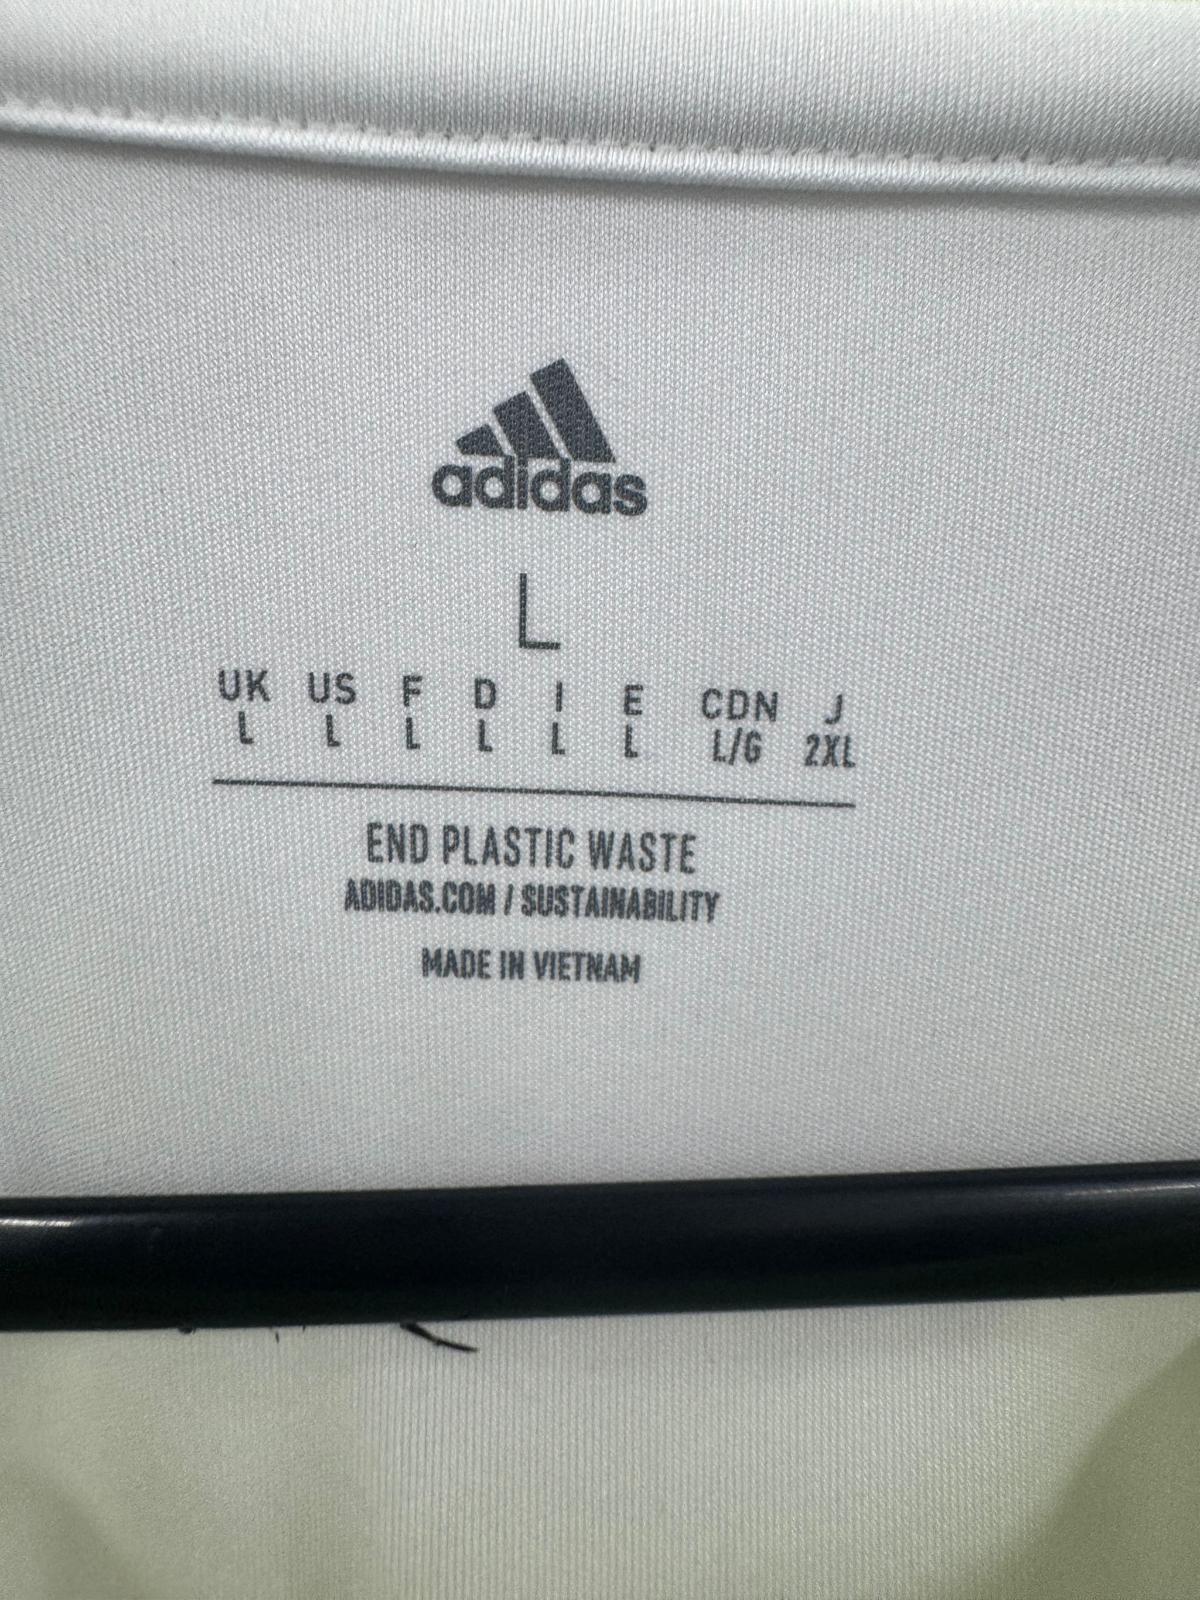 adidas
L
UK US F D I E CDN J
L L L L L L L/G 2XL
END PLASTIC WASTE
ADIDAS.COM / SUSTAINABILITY
MADE IN VIETNAM